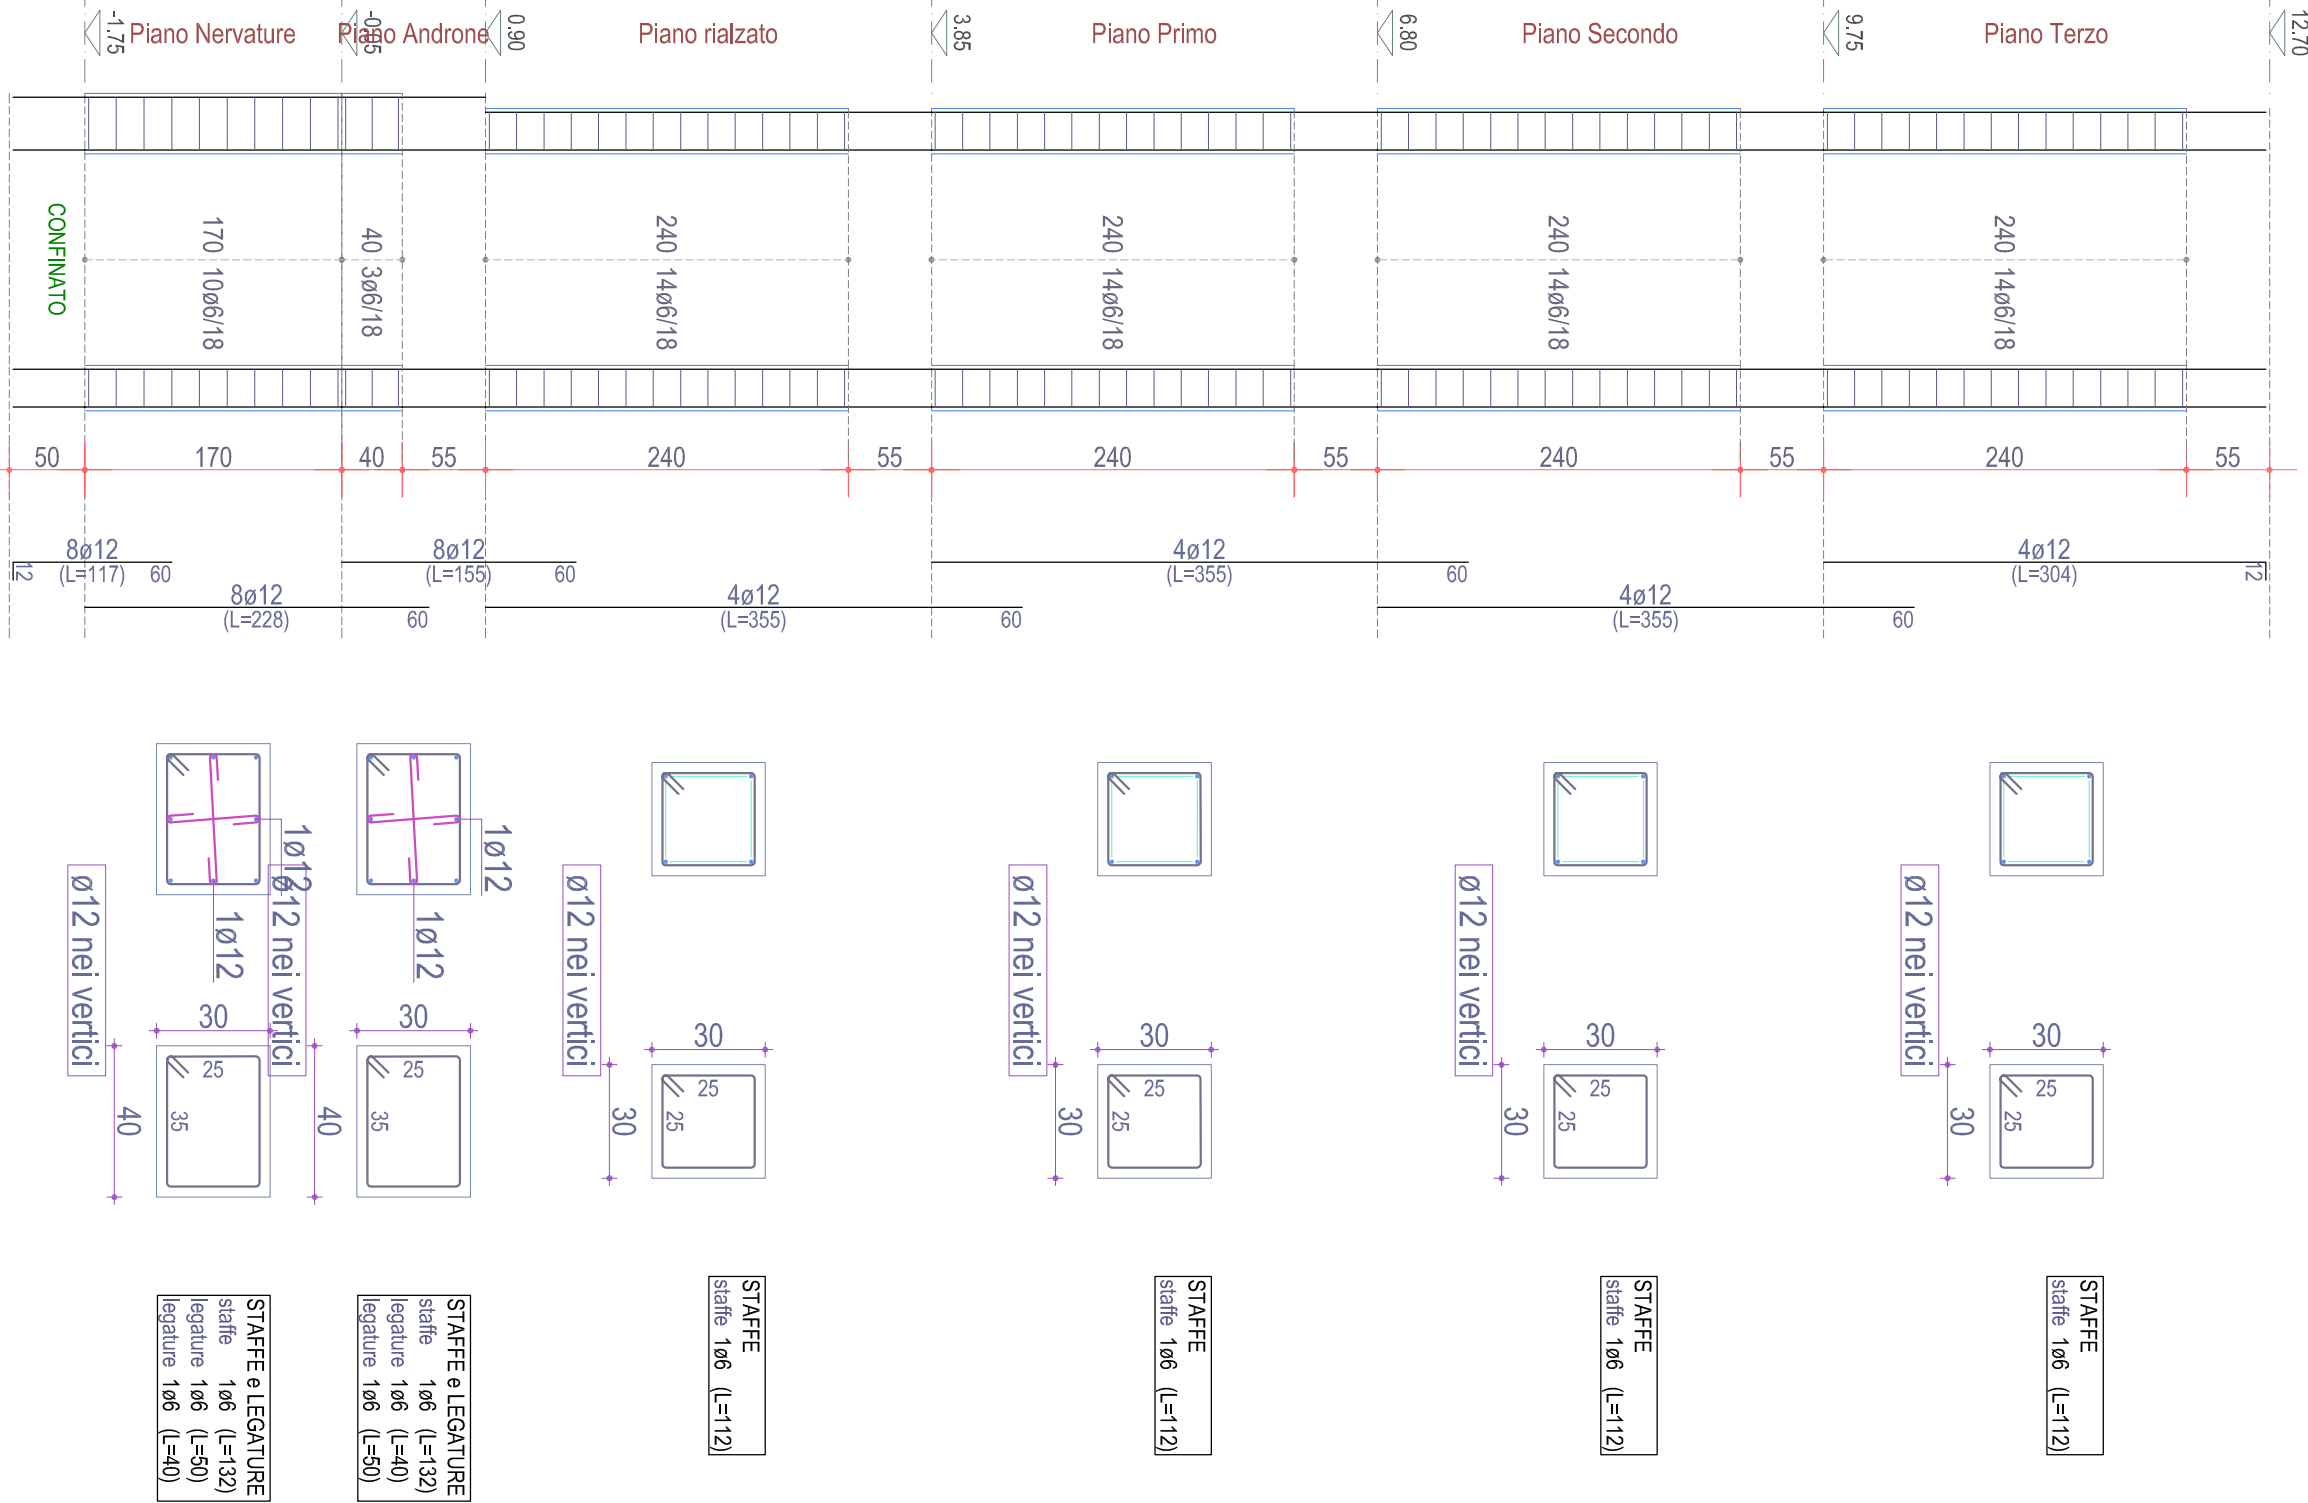 -1.75
Piano Nervature
Piano Androne
0.90
Piano rialzato
3.85
Piano Primo
6.80
Piano Secondo
9.75
Piano Terzo
12.70
CONFINATO
170 10ø6/18
40 3ø6/18
240 14ø6/18
240 14ø6/18
240 14ø6/18
240 14ø6/18
50
170
40
55
240
55
240
55
240
55
240
55
8ø12
(L=117)
60
12
8ø12
(L=155)
60
4ø12
(L=355)
60
4ø12
(L=304)
12
8ø12
(L=228)
60
4ø12
(L=355)
60
4ø12
(L=355)
60
1ø12
1ø12
ø12 nei vertici
1ø12
1ø12
ø12 nei vertici
ø12 nei vertici
ø12 nei vertici
ø12 nei vertici
ø12 nei vertici
30
25
35
40
30
25
35
40
30
25
25
30
30
25
25
30
30
25
25
30
30
25
25
30
STAFFE e LEGATURE
staffe 1ø6 (L=132)
legature 1ø6 (L=50)
legature 1ø6 (L=40)
STAFFE e LEGATURE
staffe 1ø6 (L=132)
legature 1ø6 (L=40)
legature 1ø6 (L=50)
STAFFE
staffe 1ø6 (L=112)
STAFFE
staffe 1ø6 (L=112)
STAFFE
staffe 1ø6 (L=112)
STAFFE
staffe 1ø6 (L=112)